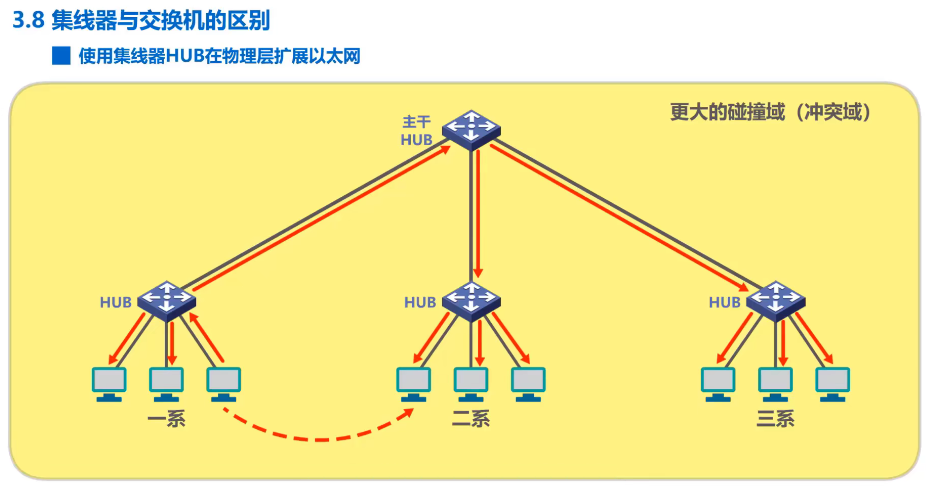 3.8 集线器与交换机的区别
使用集线器HUB在物理层扩展以太网
更大的碰撞域（冲突域）
主干
HUB
HUB
HUB
HUB
一系
二系
三系